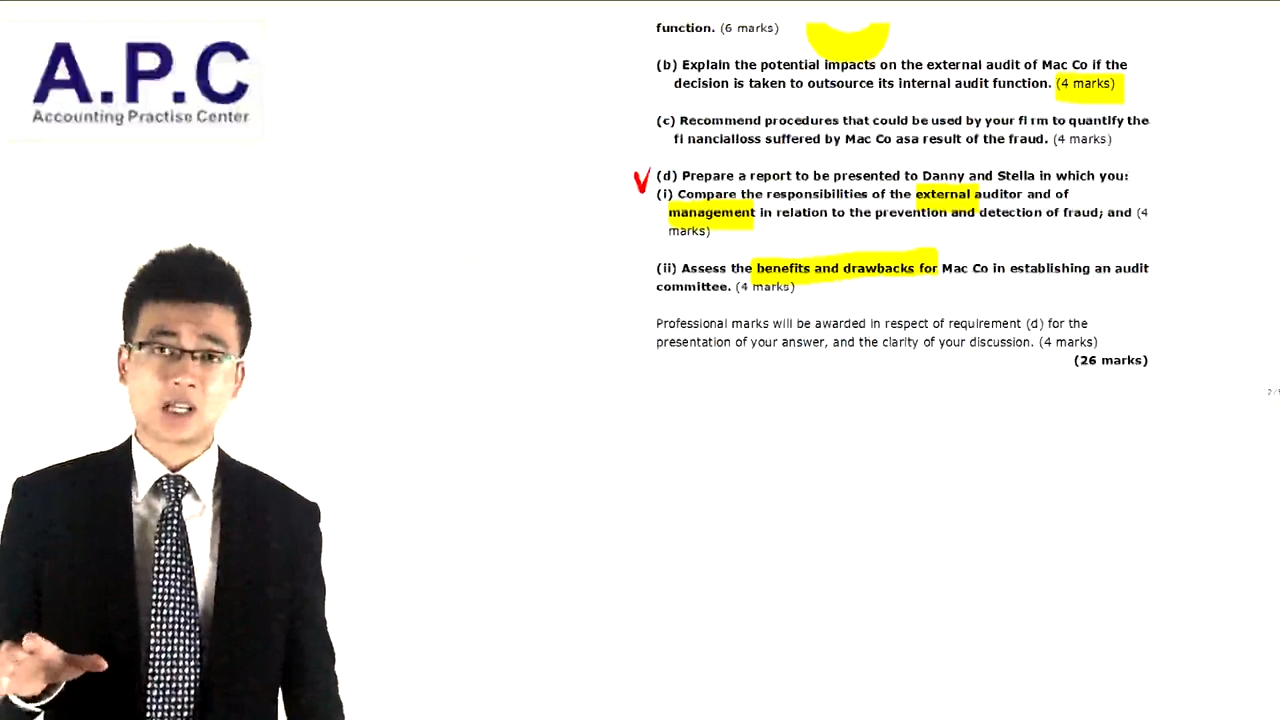 A.P.C
Accounting Practise Center
function. (6 marks)
(b) Explain the potential impacts on the external audit of Mac Co if the
decision is taken to outsource its internal audit function. (4 marks)
(c) Recommend procedures that could be used by your fi rm to quantify the
fi nancialloss suffered by Mac Co asa result of the fraud. (4 marks)
(d) Prepare a report to be presented to Danny and Stella in which you:
(i) Compare the responsibilities of the external auditor and of
management in relation to the prevention and detection of fraud; and (4
marks)
(ii) Assess the benefits and drawbacks for Mac Co in establishing an audit
committee. (4 marks)
Professional marks will be awarded in respect of requirement (d) for the
presentation of your answer, and the clarity of your discussion. (4 marks)
(26 marks)